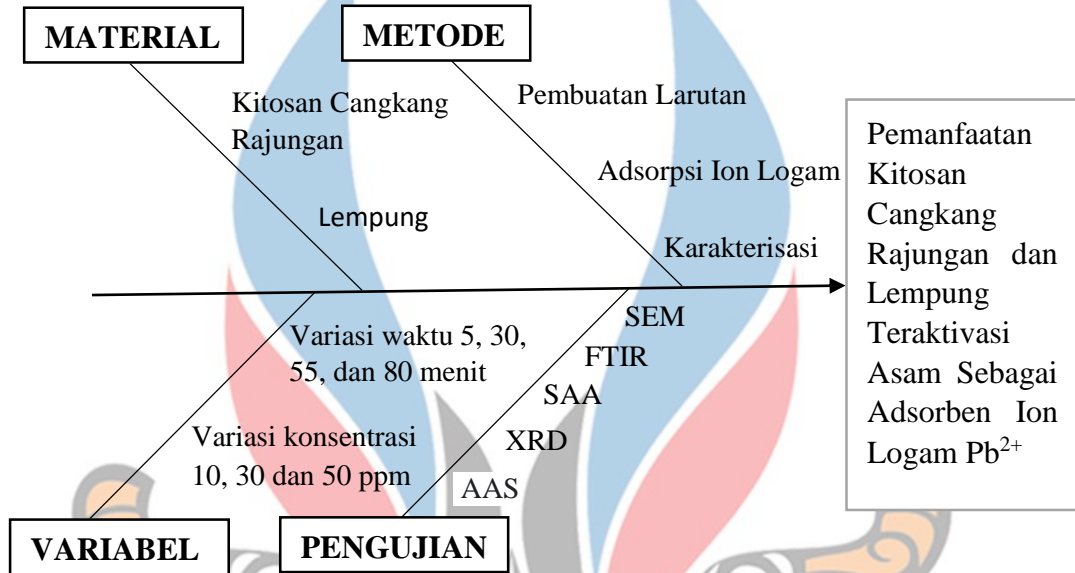 MATERIAL
METODE
Kitosan Cangkang
Rajungan
Lempung
Pembuatan Larutan
Adsorpsi Ion Logam
Karakterisasi
Pemanfaatan
Kitosan
Cangkang
Rajungan dan
Lempung
Teraktivasi
Asam Sebagai
Adsorben Ion
Logam Pb²⁺
Variasi waktu 5, 30,
55, dan 80 menit
Variasi konsentrasi
10, 30 dan 50 ppm
SEM
FTIR
SAA
XRD
AAS
VARIABEL
PENGUJIAN